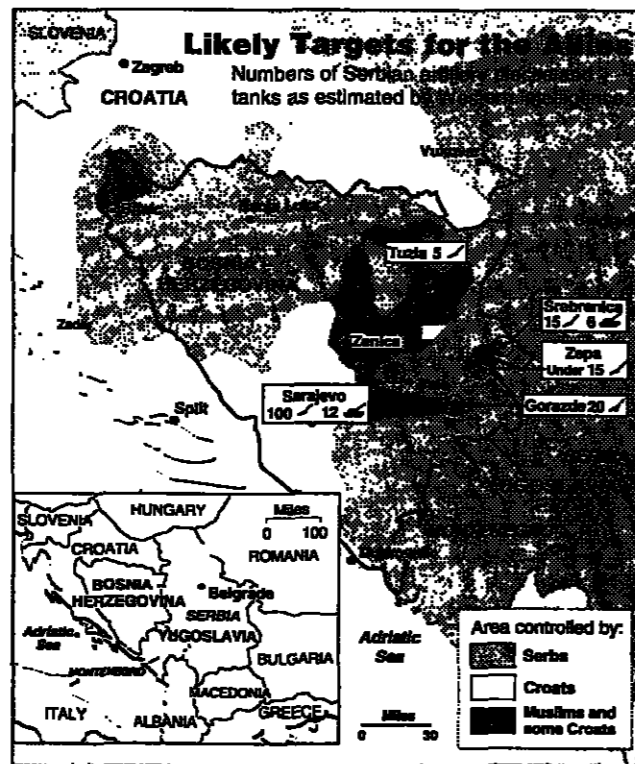 SLOVENIA
Likely Targets for the Allies
Numbers of Serbian
tanks as estimated by
Zagreb
CROATIA
Tuzla 5
HERZEGOVINA
Srebrenica
15 6
Zenica
Zepa
Under 15
Sarajevo
100 12
Gorazde 20
Split
HUNGARY
Miles
0 100
SLOVENIA
CROATIA
ROMANIA
BOSNIA
HERZEGOVINA
Belgrade
SERBIA
YUGOSLAVIA
Adriatic
Sea
MONTENEGRO
BULGARIA
MACEDONIA
ITALY
ALBANIA
GREECE
Adriatic
Sea
Miles
0 30
Area controlled by:
Serbs
Croats
Muslims and
some Croats